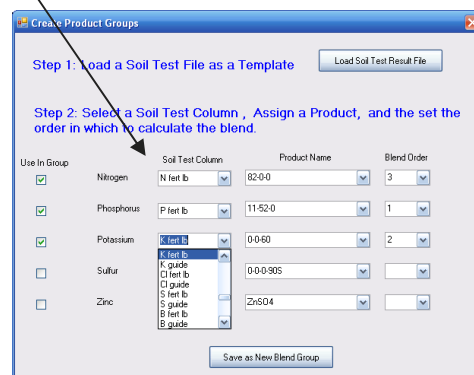 Create Product Groups
Step 1: Load a Soil Test File as a Template
Load Soil Test Result File
Step 2: Select a Soil Test Column , Assign a Product, and the set the
order in which to calculate the blend.
Use In Group
Soil Test Column
Product Name
Blend Order
Nitrogen
N fert lb
82-0-0
3
Phosphorus
P fert lb
11-52-0
1
Potassium
K fert lb
0-0-60
2
K fert lb
K guide
Cl fert lb
Cl guide
S fert lb
S guide
B fert lb
B guide
Sulfur
0-0-0-90S
Zinc
ZnSO4
Save as New Blend Group